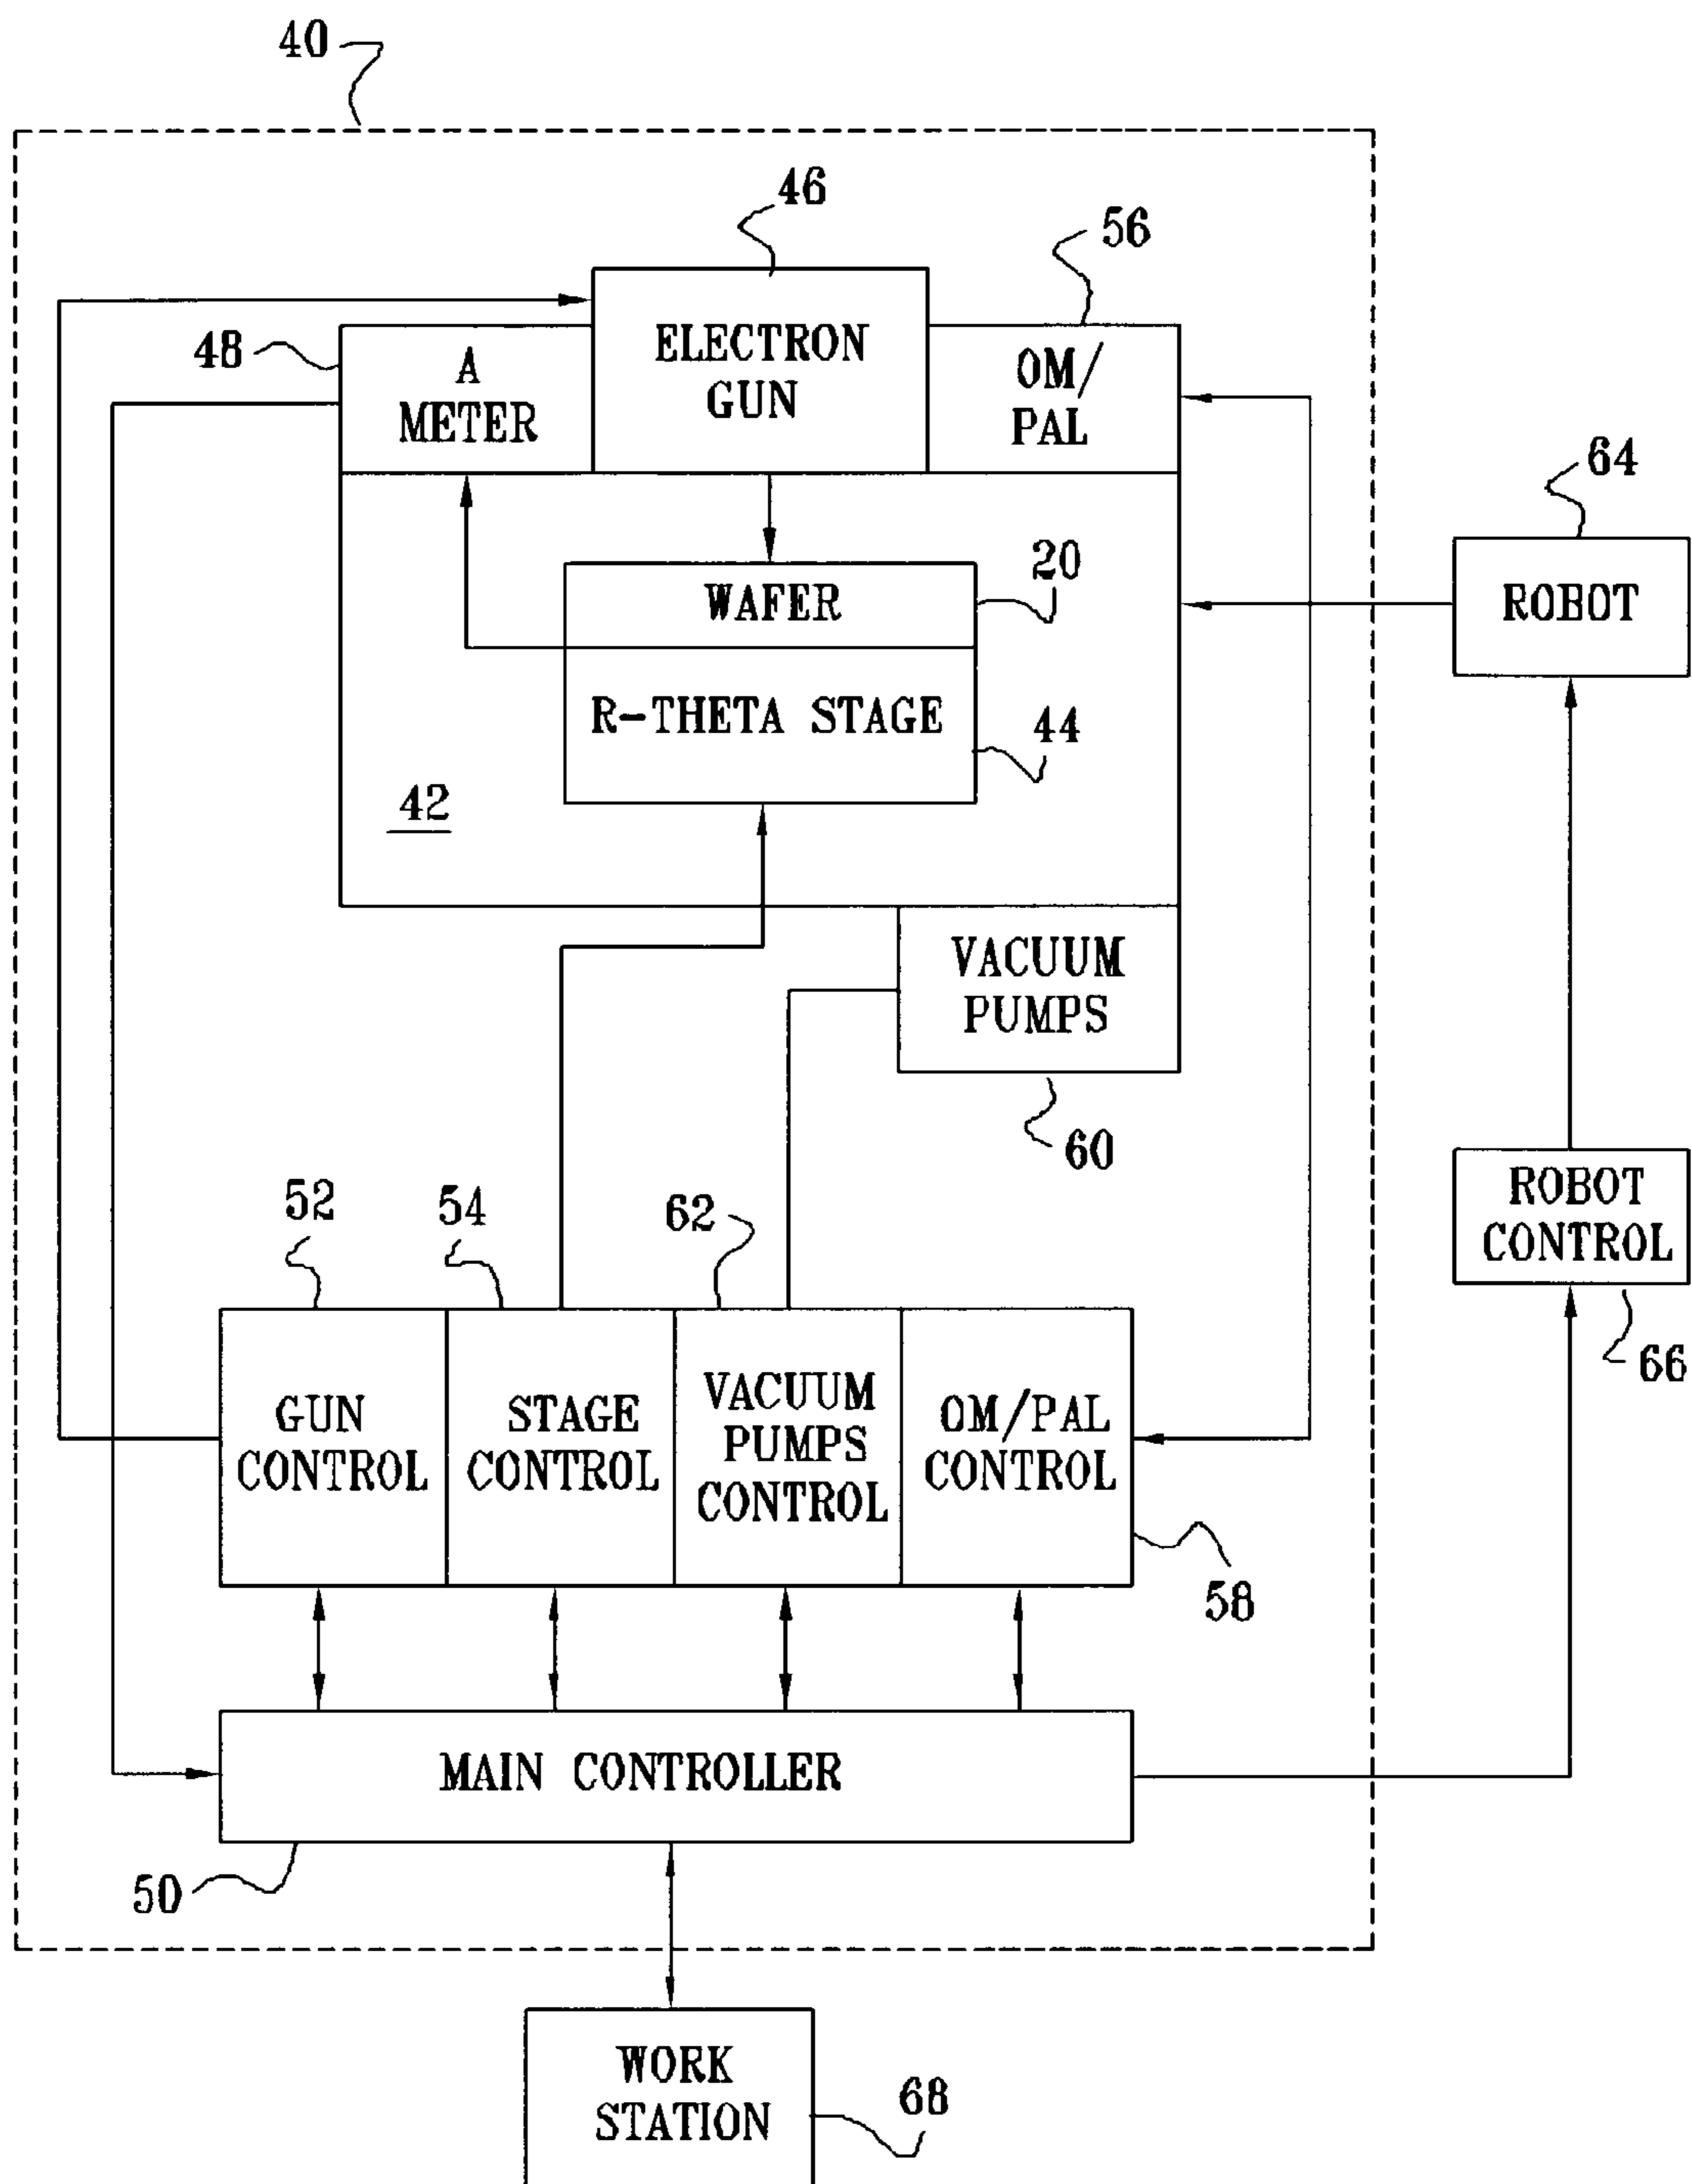 40
46
56
48
ELECTRON
GUN
A
METER
OM/
PAL
64
20
WAFER
ROBOT
R-THETA STAGE
44
42
VACUUM
PUMPS
60
52
54
62
ROBOT
CONTROL
66
GUN
CONTROL
STAGE
CONTROL
VACUUM
PUMPS
CONTROL
OM/PAL
CONTROL
58
MAIN CONTROLLER
50
WORK
STATION
68